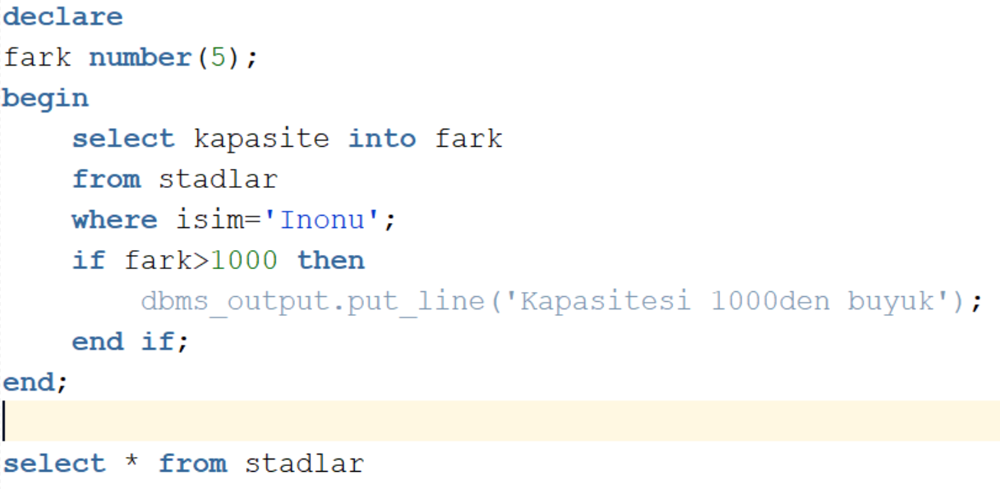 declare
fark number(5);
begin
    select kapasite into fark
    from stadlar
    where isim='Inonu';
    if fark>1000 then
        dbms_output.put_line('Kapasitesi 1000den buyuk');
    end if;
end;
select * from stadlar